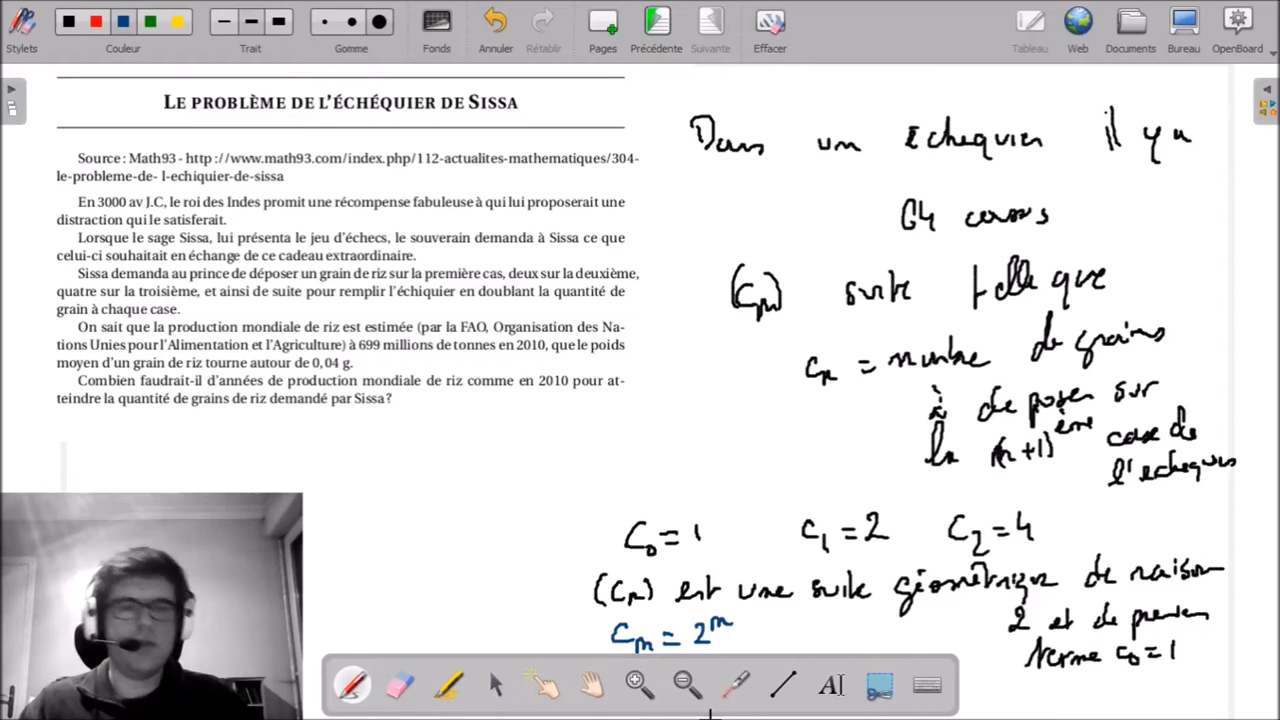 Stylets
Couleur
Trait
Gomme
Fonds
Annuler
Rétablir
Pages
Précédente
Suivante
Effacer
Tableau
Web
Documents
Bureau
OpenBoard
LE PROBLÈME DE L'ÉCHÉQUIER DE SISSA
Source : Math93 - http ://www.math93.com/index.php/112-actualites-mathematiques/304-
le-probleme-de- l-echiquier-de-sissa
En 3000 av J.C, le roi des Indes promit une récompense fabuleuse à qui lui proposerait une
distraction qui le satisferait.
Lorsque le sage Sissa, lui présenta le jeu d'échecs, le souverain demanda à Sissa ce que
celui-ci souhaitait en échange de ce cadeau extraordinaire.
Sissa demanda au prince de déposer un grain de riz sur la première cas, deux sur la deuxième,
quatre sur la troisième, et ainsi de suite pour remplir l'échiquier en doublant la quantité de
grain à chaque case.
On sait que la production mondiale de riz est estimée (par la FAO, Organisation des Na-
tions Unies pour l'Alimentation et l'Agriculture) à 699 millions de tonnes en 2010, que le poids
moyen d'un grain de riz tourne autour de 0,04 g.
Combien faudrait-il d'années de production mondiale de riz comme en 2010 pour at-
teindre la quantité de grains de riz demandé par Sissa ?
Dans un échequier il y a
64 cases
(Cn) suite telle que
cn = nombre de grains
à déposer sur
la (n+1)ème case de
l'echequier
C0 = 1 C1 = 2 C2 = 4
(Cn) est une suite géométrique de raison
2 et de premier
terme c0 = 1
Cn = 2^n
AI